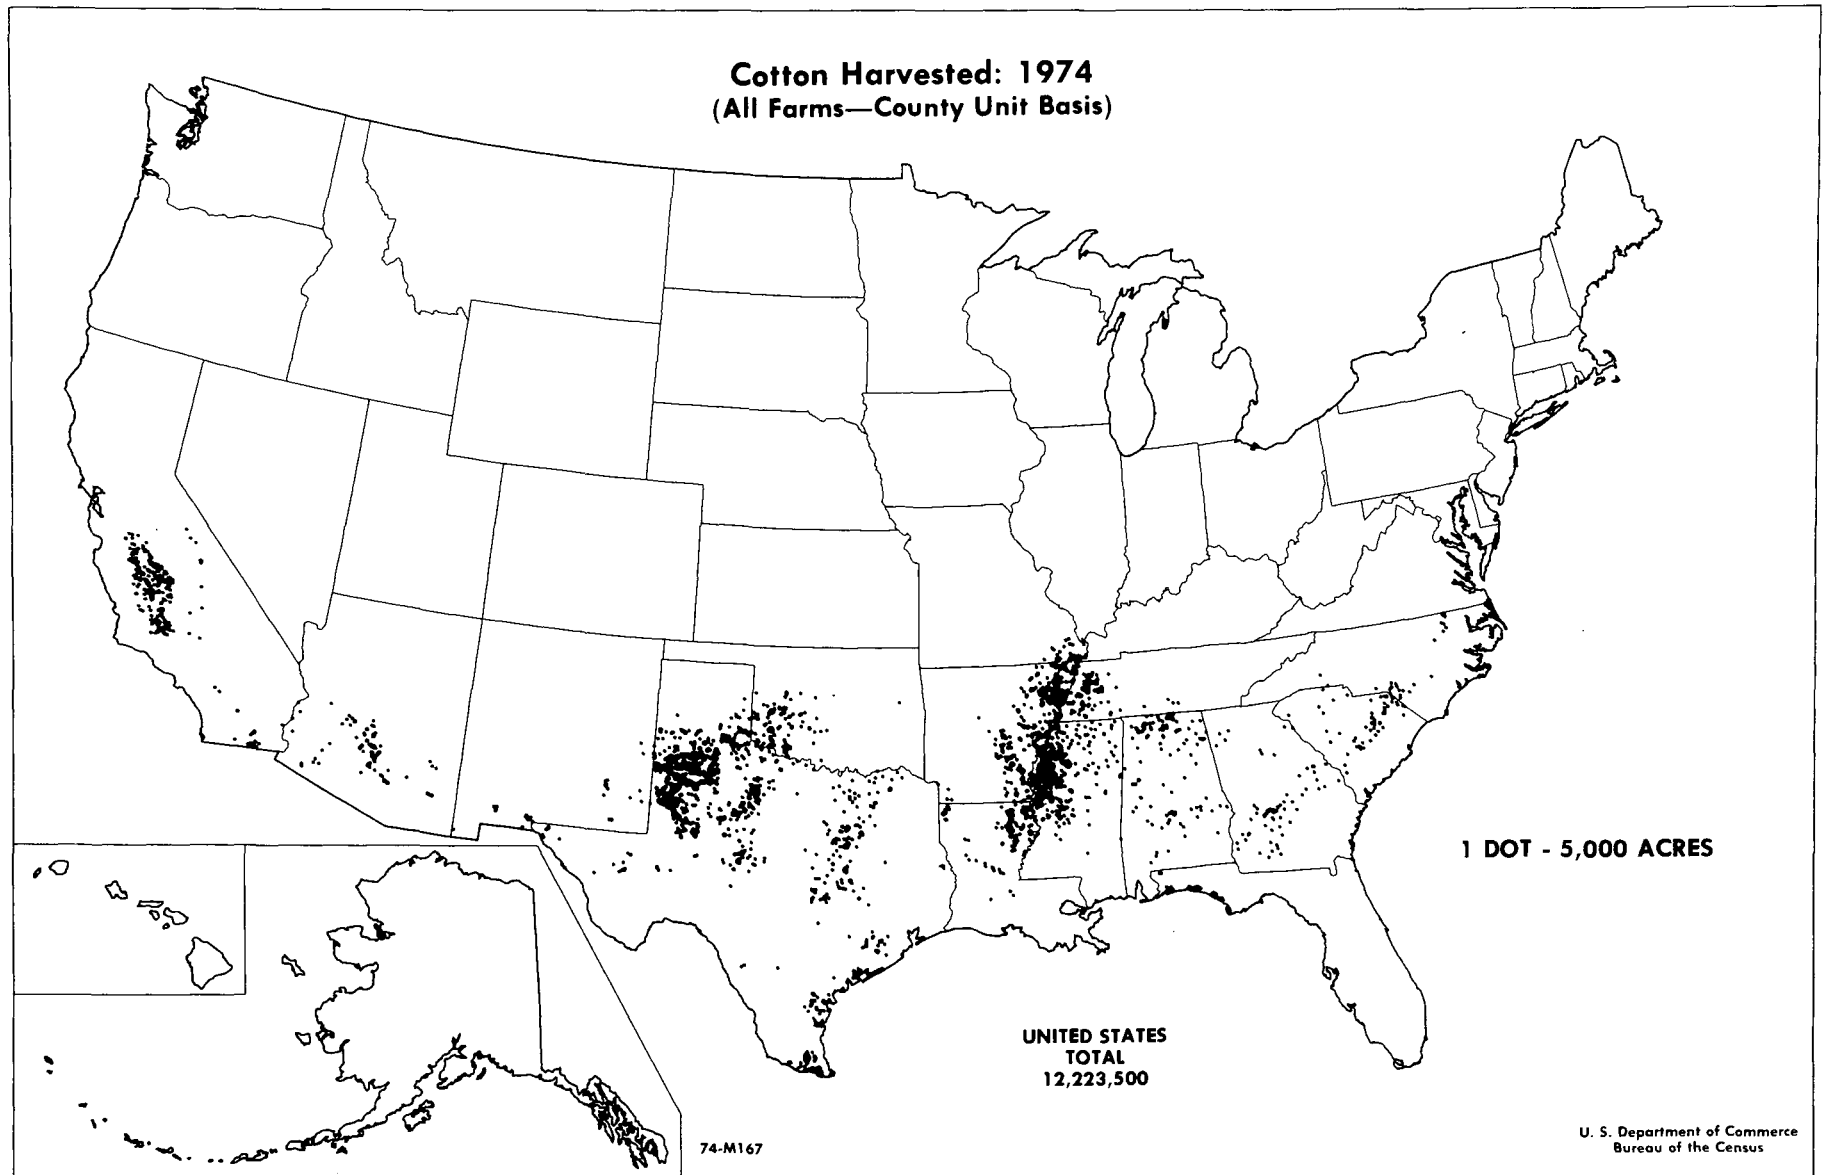 Cotton Harvested: 1974
(All Farms—County Unit Basis)
1 DOT - 5,000 ACRES
UNITED STATES
TOTAL
12,223,500
74-M167
U. S. Department of Commerce
Bureau of the Census